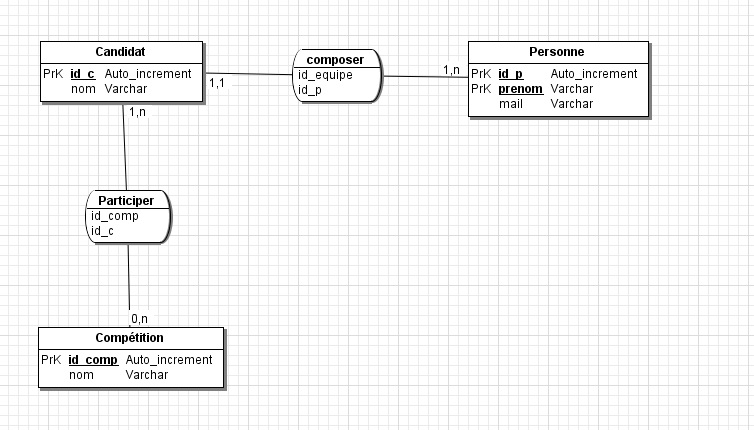 Candidat
PrK id_c Auto_increment
nom Varchar
1,1
1,n
composer
id_equipe
id_p
1,n
Personne
PrK id_p Auto_increment
PrK prenom Varchar
mail Varchar
Participer
id_comp
id_c
0,n
Compétition
PrK id_comp Auto_increment
nom Varchar